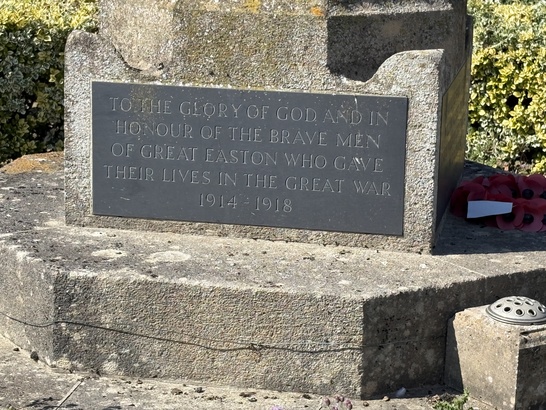 TO THE GLORY OF GOD AND IN
HONOUR OF THE BRAVE MEN
OF GREAT EASTON WHO GAVE
THEIR LIVES IN THE GREAT WAR
1914 - 1918